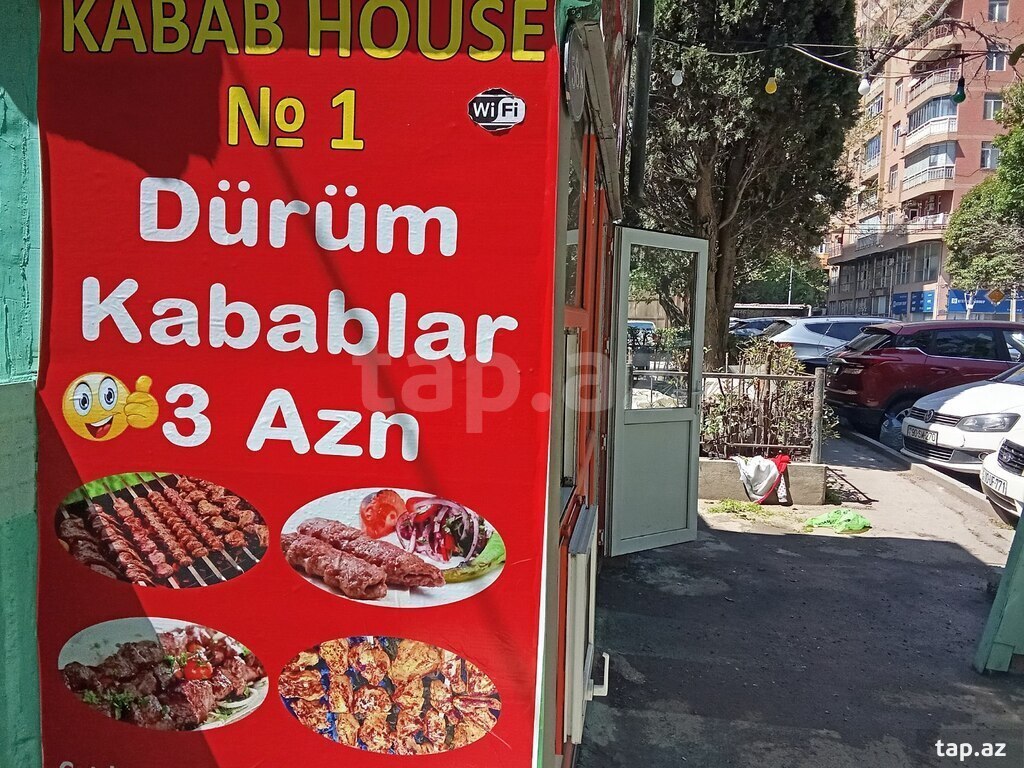 KABAB HOUSE
№ 1
WiFi
Dürüm
Kabablar
3 Azn
tap.az
tap.az